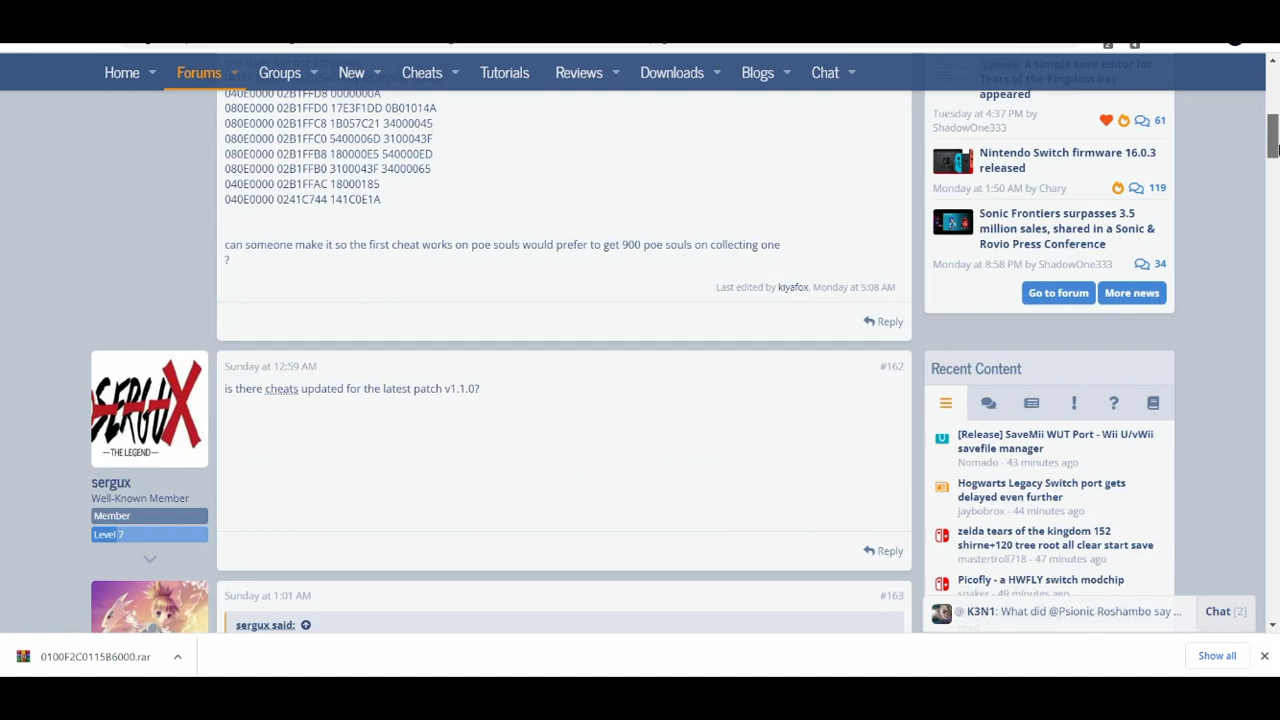 Home
Forums
Groups
New
Cheats
Tutorials
Reviews
Downloads
Blogs
Chat
040E0000 02B1FFD8 0000000A
080E0000 02B1FFD0 17E3F1DD 0B01014A
080E0000 02B1FFC8 1B057C21 34000045
080E0000 02B1FFC0 5400006D 3100043F
080E0000 02B1FFB8 180000E5 540000ED
080E0000 02B1FFB0 3100043F 34000065
040E0000 02B1FFAC 18000185
040E0000 0241C744 141C0E1A
can someone make it so the first cheat works on poe souls would prefer to get 900 poe souls on collecting one
?
Last edited by kiyafox, Monday at 5:08 AM
Reply
Sunday at 12:59 AM
#162
is there cheats updated for the latest patch v1.1.0?
SERGUX
—THE LEGEND—
sergux
Well-Known Member
Member
Level 7
Reply
Sunday at 1:01 AM
#163
sergux said:
A simple save editor for
Tears of the Kingdom has
appeared
Tuesday at 4:37 PM by
ShadowOne333
61
Nintendo Switch firmware 16.0.3
released
Monday at 1:50 AM by Chary
119
Sonic Frontiers surpasses 3.5
million sales, shared in a Sonic &
Rovio Press Conference
Monday at 8:58 PM by ShadowOne333
34
Go to forum
More news
Recent Content
[Release] SaveMii WUT Port - Wii U/vWii
savefile manager
Nomado - 43 minutes ago
Hogwarts Legacy Switch port gets
delayed even further
jaybobrox - 44 minutes ago
zelda tears of the kingdom 152
shirne+120 tree root all clear start save
mastertroll718 - 47 minutes ago
Picofly - a HWFLY switch modchip
@ K3N1: What did @Psionic Roshambo say ...
Chat [2]
0100F2C0115B6000.rar
Show all